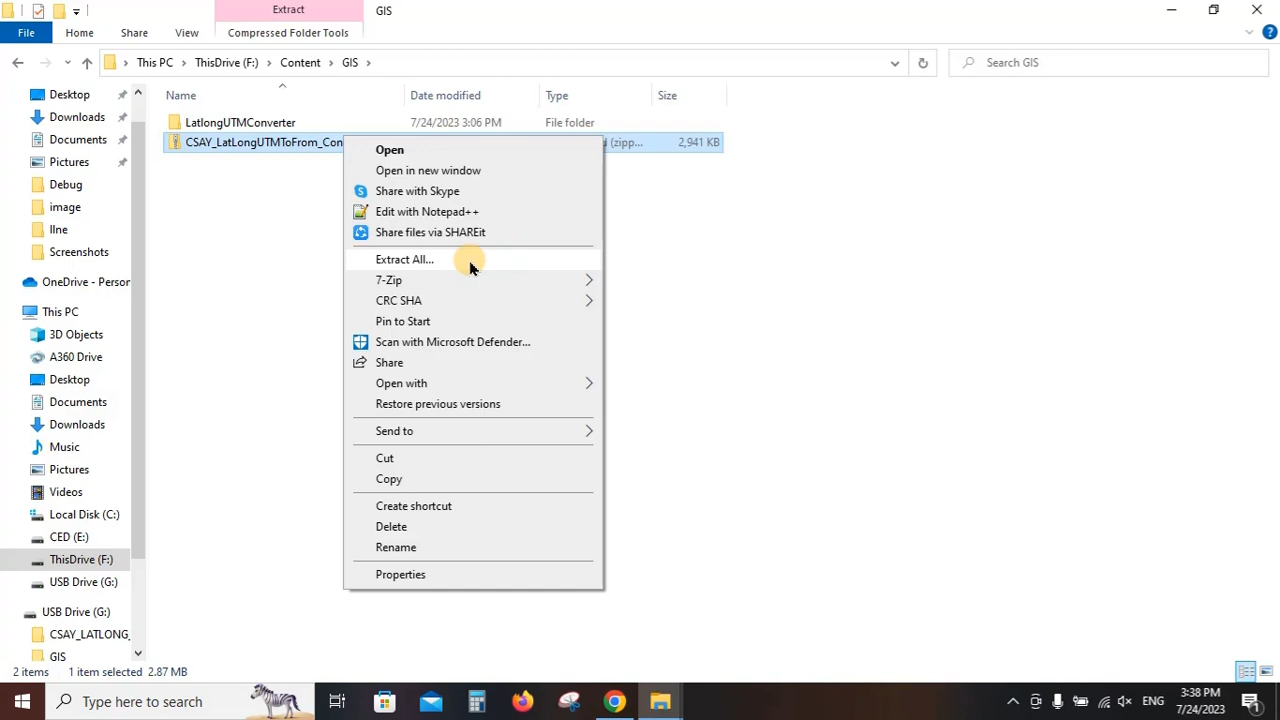 Extract
GIS
File
Home
Share
View
Compressed Folder Tools
This PC
ThisDrive (F:)
Content
GIS
Search GIS
Name
Date modified
Type
Size
LatlongUTMConverter
7/24/2023 3:06 PM
File folder
CSAY_LatLongUTMToFrom_Con
(zipp...
2,941 KB
Desktop
Downloads
Documents
Pictures
Debug
image
llne
Screenshots
OneDrive - Person
This PC
3D Objects
A360 Drive
Desktop
Documents
Downloads
Music
Pictures
Videos
Local Disk (C:)
CED (E:)
ThisDrive (F:)
USB Drive (G:)
USB Drive (G:)
CSAY_LATLONG_
GIS
Open
Open in new window
Share with Skype
Edit with Notepad++
Share files via SHAREit
Extract All...
7-Zip
CRC SHA
Pin to Start
Scan with Microsoft Defender...
Share
Open with
Restore previous versions
Send to
Cut
Copy
Create shortcut
Delete
Rename
Properties
2 items
1 item selected 2.87 MB
Type here to search
ENG
3:38 PM
7/24/2023
1